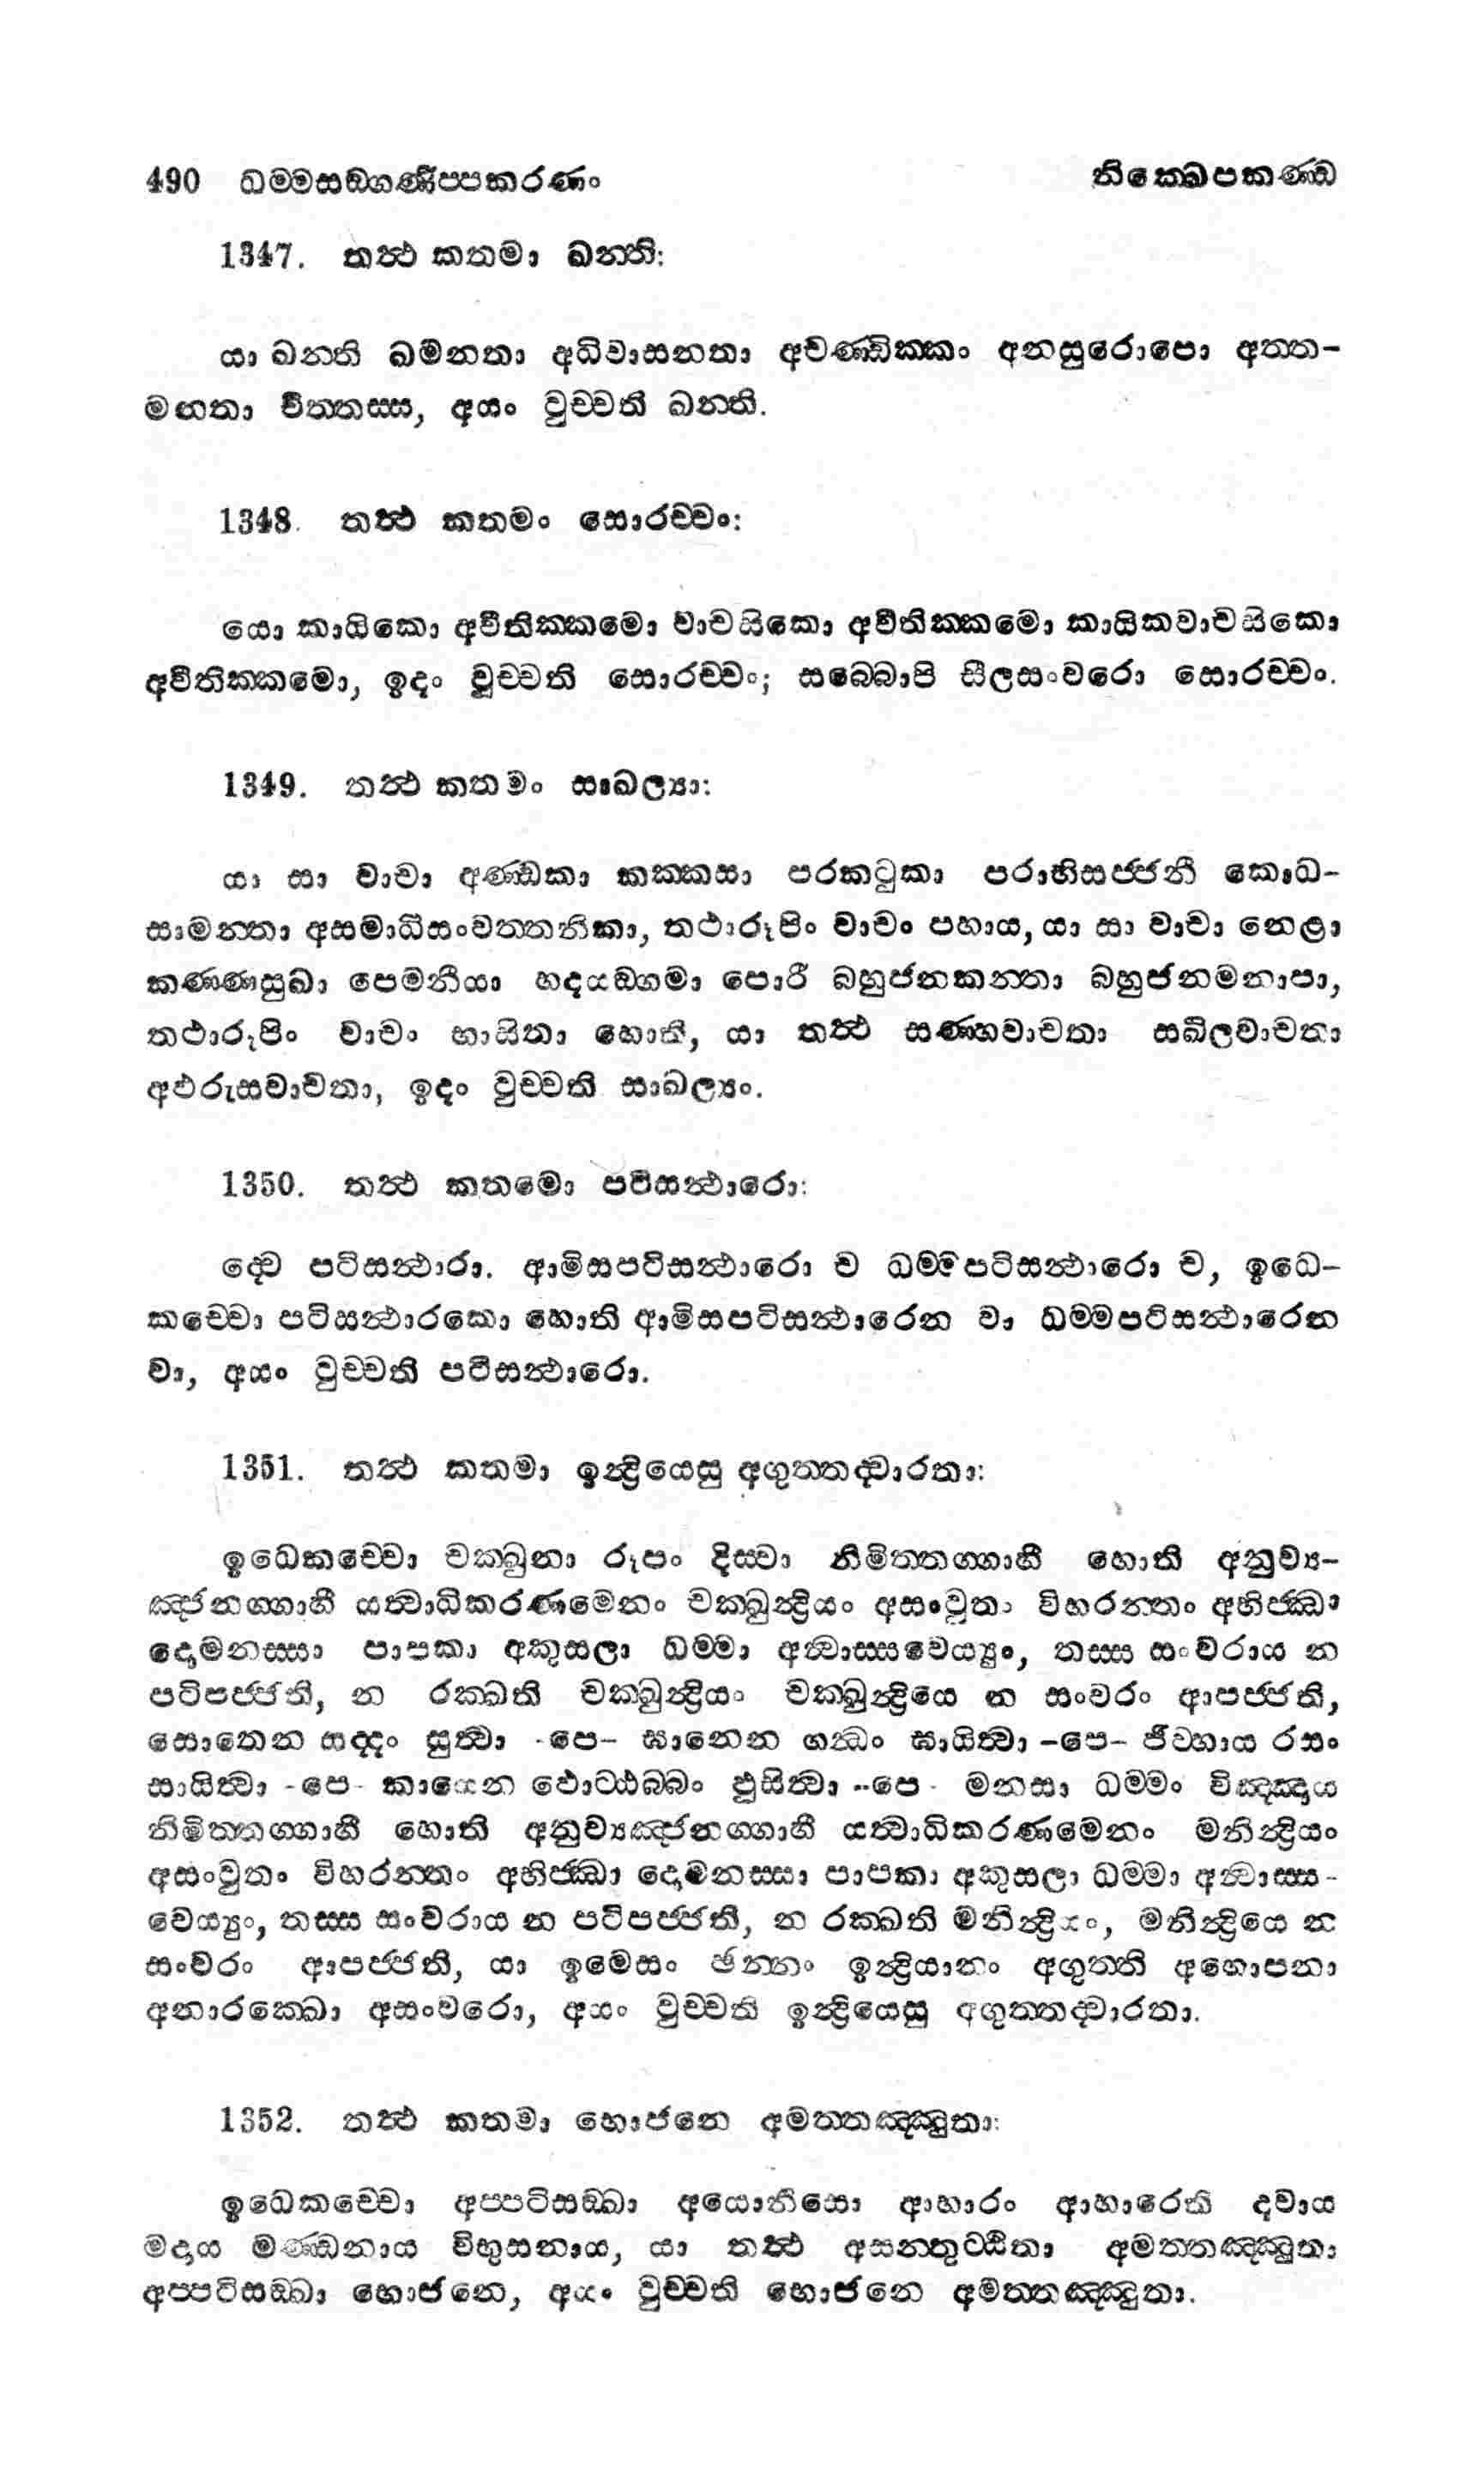 490 ධම්මසඞ්ගණිප්පකරණං නික්ඛෙපකණ්ඩ
1347. තත්ථ කතමා ඛන්ති:
යා ඛන්ති ඛමනතා අධිවාසනතා අචණ්ඩික්කං අනසුරොපො අත්ත-
මනතා චිත්තස්ස, අයං වුච්චති ඛන්ති.
1348. තත්ථ කතමං සොරච්චං:
යො කායිකො අවීතික්කමො වාචසිකො අවීතික්කමො කායිකවාචසිකො
අවීතික්කමො, ඉදං වූච්චති සොරච්චං; සබ්බොපි සීලසංවරො සොරච්චං.
1349. තත්ථ කතමං සාඛල්‍යා:
යා සා වාචා අණ්ඩකා කක්කසා පරකටුකා පරාභිසජ්ජනී කොධ-
සාමන්තා අසමාධිසංවත්තනිකා, තථාරූපිං වාචං පහාය, යා සා වාචා නෙළා
කණ්ණසුඛා පෙමනීයා හදයඞ්ගමා පොරී බහුජනකන්තා බහුජනමනාපා,
තථාරූපිං වාචං භායිතා හොති, යා තත්ථ සණ්හවාචතා සඛිලවාචතා
අඵරුසවාචතා, ඉදං වුච්චති සාඛල්‍යං.
1350. තත්ථ කතමො පටිසන්ථාරො:
ද්වෙ පටිසන්ථාරා. ආමිසපටිසන්ථාරො ච ධම්මපටිසන්ථාරො ච, ඉධෙ-
කච්චො පටිසන්ථාරකො හොති ආමිසපටිසන්ථාරෙන වා ධම්මපටිසන්ථාරෙන
වා, අයං වුච්චති පටිසන්ථාරො.
1351. තත්ථ කතමා ඉන්ද්‍රියෙසු අගුත්තද්වාරතා:
ඉධෙකච්චො චක්ඛුනා රූපං දිස්වා නිමිත්තග්ගාහී හොති අනුව්‍ය-
ඤ්ජනග්ගාහී යත්වාධිකරණමෙනං චක්ඛුන්ද්‍රියං අසංවූතං විහරන්තං අභිජ්ඣා
දොමනස්සා පාපකා අකුසලා ධම්මා අන්වාස්සවෙය්‍යුං, තස්ස සංවරාය න
පටිපජ්ජති, න රක්ඛති චක්ඛුන්ද්‍රියං චක්ඛුන්ද්‍රියෙ න සංවරං ආපජ්ජති,
සොතෙන සද්දං සුත්වා -පෙ- ඝානෙන ගන්ධං ඝායිත්වා -පෙ- ජිව්හාය රසං
සායිත්වා -පෙ- කායෙන ඵොට්ඨබ්බං ඵූසිත්වා -පෙ- මනසා ධම්මං විඤ්ඤාය
නිමිත්තග්ගාහී හොති අනුව්‍යඤ්ජනග්ගාහී යත්වාධිකරණමෙනං මනින්ද්‍රියං
අසංවුතං විහරන්තං අභිජ්ඣා දොමනස්සා පාපකා අකුසලා ධම්මා අන්වාස්ස-
වෙය්‍යුං, තස්ස සංවරාය න පටිපජ්ජති, න රක්ඛති මනින්ද්‍රියං, මනින්ද්‍රියෙ න
සංවරං ආපජ්ජති, යා ඉමෙසං ඡන්නං ඉන්ද්‍රියානං අගුත්ති අගොපනා
අනාරක්ඛො අසංවරො, අයං වුච්චති ඉන්ද්‍රියෙසු අගුත්තද්වාරතා.
1352. තත්ථ කතමා භොජනෙ අමත්තඤ්ඤුතා:
ඉධෙකච්චො අප්පටිසඞ්ඛා අයොනිසො ආහාරං ආහාරෙති දවාය
මදාය මණ්ඩනාය විභුසනාය, යා තත්ථ අසන්තුට්ඨිතා අමත්තඤ්ඤුතා
අප්පටිසඞ්ඛා භොජනෙ, අයං වුච්චති භොජනෙ අමත්තඤ්ඤුතා.